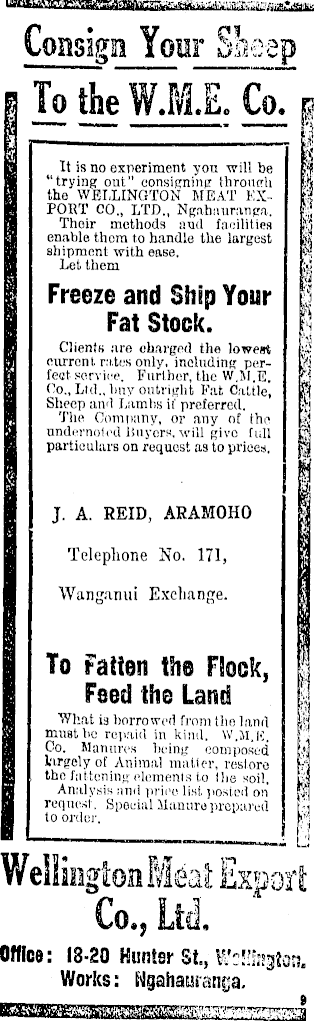 Consign Your Sheep
To the W.M.E. Co.
It is no experiment you will be
"trying out" consigning through
the WELLINGTON MEAT EX-
PORT CO., LTD., Ngahauranga.
Their methods and facilities
enable them to handle the largest
shipment with ease.
Let them
Freeze and Ship Your
Fat Stock.
Clients are charged the lowest
current rates only, including per-
fect service. Further, the W.M.E.
Co., Ltd., buy outright Fat Cattle,
Sheep and Lambs if preferred.
The Company, or any of the
undernoted Buyers, will give full
particulars on request as to prices.
J. A. REID, ARAMOHO
Telephone No. 171,
Wanganui Exchange.
To Fatten the Flock,
Feed the Land
What is borrowed from the land
must be repaid in kind. W.M.E.
Co. Manures being composed
largely of Animal matter, restore
the fattening elements to the soil.
Analysis and price list posted on
request. Special Manure prepared
to order.
Wellington Meat Export
Co., Ltd.
Office: 18-20 Hunter St., Wellington.
Works: Ngahauranga.
9